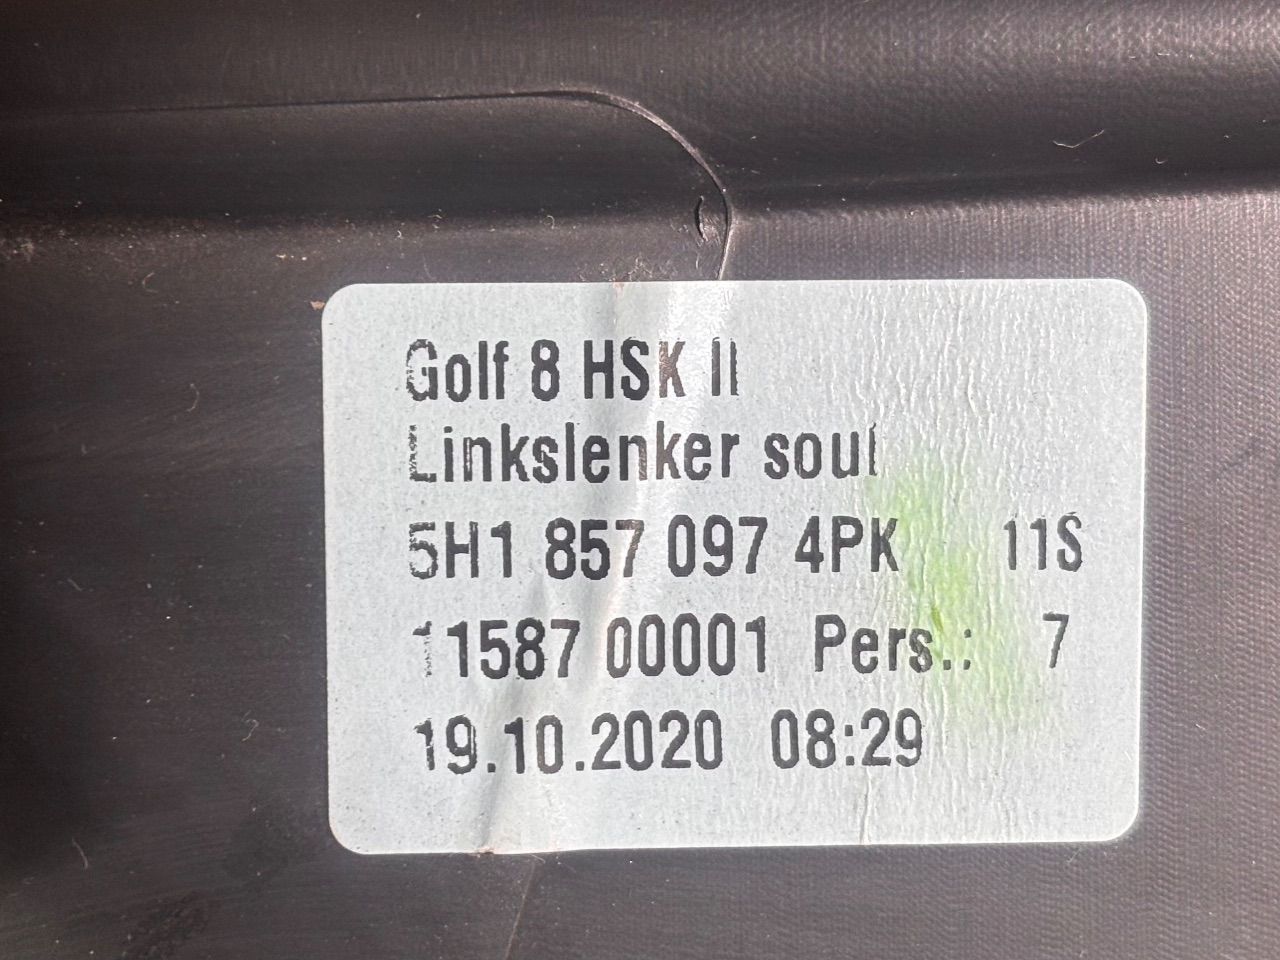 Golf 8 HSK II
Linkslenker soul
5H1 857 097 4PK 11S
11587 00001 Pers.: 7
19.10.2020 08:29